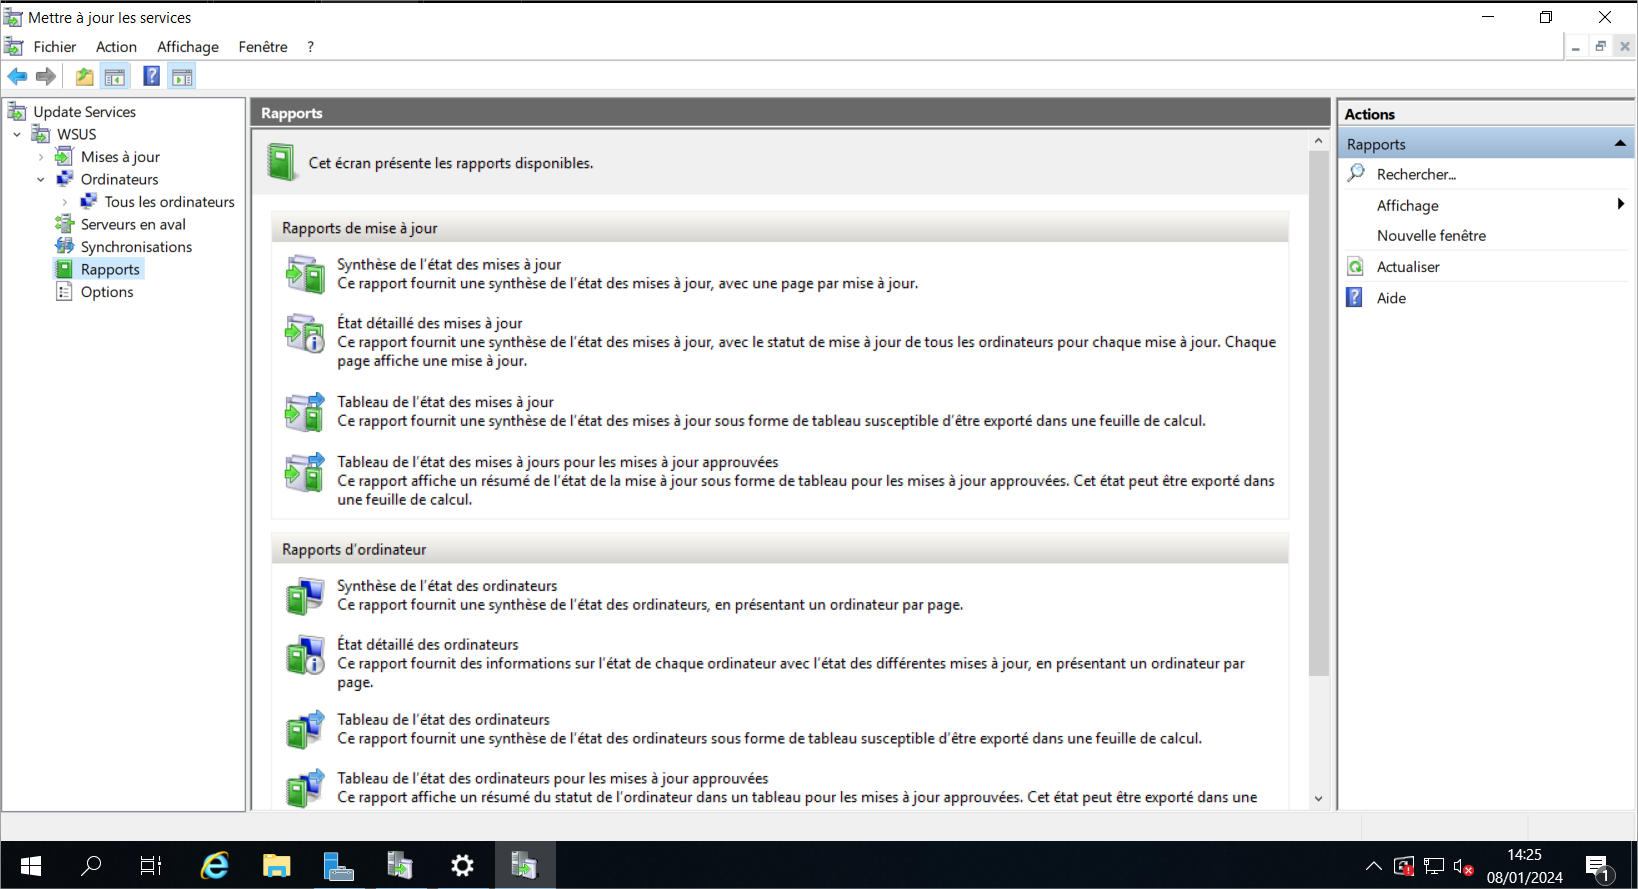 Mettre à jour les services
Fichier Action Affichage Fenêtre ?
Update Services
WSUS
Mises à jour
Ordinateurs
Tous les ordinateurs
Serveurs en aval
Synchronisations
Rapports
Options
Rapports
Cet écran présente les rapports disponibles.
Rapports de mise à jour
Synthèse de l'état des mises à jour
Ce rapport fournit une synthèse de l'état des mises à jour, avec une page par mise à jour.
État détaillé des mises à jour
Ce rapport fournit une synthèse de l'état des mises à jour, avec le statut de mise à jour de tous les ordinateurs pour chaque mise à jour. Chaque
page affiche une mise à jour.
Tableau de l'état des mises à jour
Ce rapport fournit une synthèse de l'état des mises à jour sous forme de tableau susceptible d'être exporté dans une feuille de calcul.
Tableau de l'état des mises à jours pour les mises à jour approuvées
Ce rapport affiche un résumé de l'état de la mise à jour sous forme de tableau pour les mises à jour approuvées. Cet état peut être exporté dans
une feuille de calcul.
Rapports d'ordinateur
Synthèse de l'état des ordinateurs
Ce rapport fournit une synthèse de l'état des ordinateurs, en présentant un ordinateur par page.
État détaillé des ordinateurs
Ce rapport fournit des informations sur l'état de chaque ordinateur avec l'état des différentes mises à jour, en présentant un ordinateur par
page.
Tableau de l'état des ordinateurs
Ce rapport fournit une synthèse de l'état des ordinateurs sous forme de tableau susceptible d'être exporté dans une feuille de calcul.
Tableau de l'état des ordinateurs pour les mises à jour approuvées
Ce rapport affiche un résumé du statut de l'ordinateur dans un tableau pour les mises à jour approuvées. Cet état peut être exporté dans une
Actions
Rapports
Rechercher...
Affichage
Nouvelle fenêtre
Actualiser
Aide
14:25
08/01/2024
1